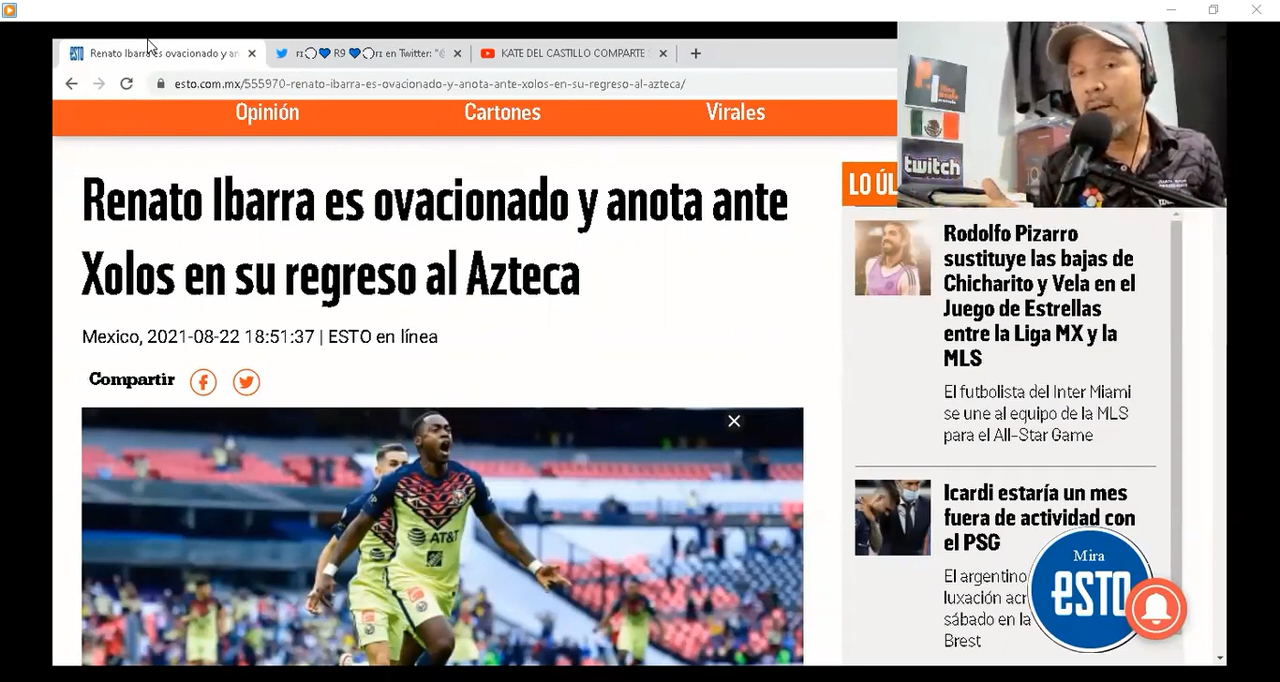 Renato Ibarra es ovacionado y an
R9
en Twitter: "@
KATE DEL CASTILLO COMPARTE
esto.com.mx/555970-renato-ibarra-es-ovacionado-y-anota-ante-xolos-en-su-regreso-al-azteca/
Opinión
Cartones
Virales
twitch
Renato Ibarra es ovacionado y anota ante
Xolos en su regreso al Azteca
Mexico, 2021-08-22 18:51:37 | ESTO en línea
Compartir
AT&T
LO ÚL
Rodolfo Pizarro
sustituye las bajas de
Chicharito y Vela en el
Juego de Estrellas
entre la Liga MX y la
MLS
El futbolista del Inter Miami
se une al equipo de la MLS
para el All-Star Game
Icardi estaría un mes
fuera de actividad con
el PSG
El argentino
luxación acr
sábado en la
Brest
Mira
esto